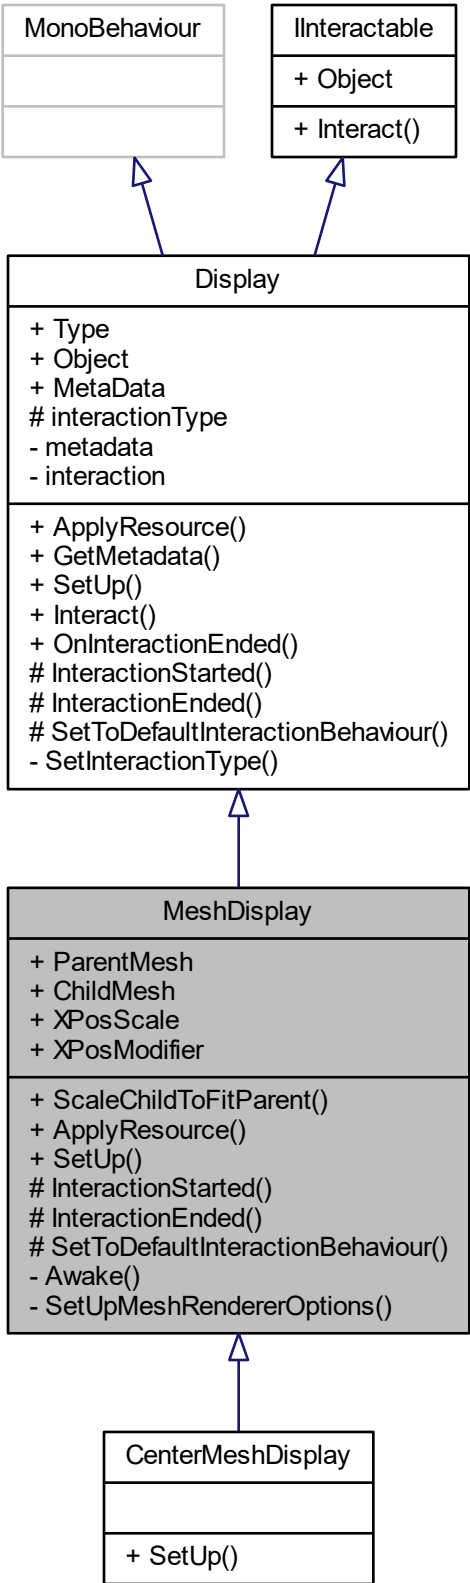 MonoBehaviour
IInteractable
+ Object
+ Interact()
Display
+ Type
+ Object
+ MetaData
# interactionType
- metadata
- interaction
+ ApplyResource()
+ GetMetadata()
+ SetUp()
+ Interact()
+ OnInteractionEnded()
# InteractionStarted()
# InteractionEnded()
# SetToDefaultInteractionBehaviour()
- SetInteractionType()
MeshDisplay
+ ParentMesh
+ ChildMesh
+ XPosScale
+ XPosModifier
+ ScaleChildToFitParent()
+ ApplyResource()
+ SetUp()
# InteractionStarted()
# InteractionEnded()
# SetToDefaultInteractionBehaviour()
- Awake()
- SetUpMeshRendererOptions()
CenterMeshDisplay
+ SetUp()